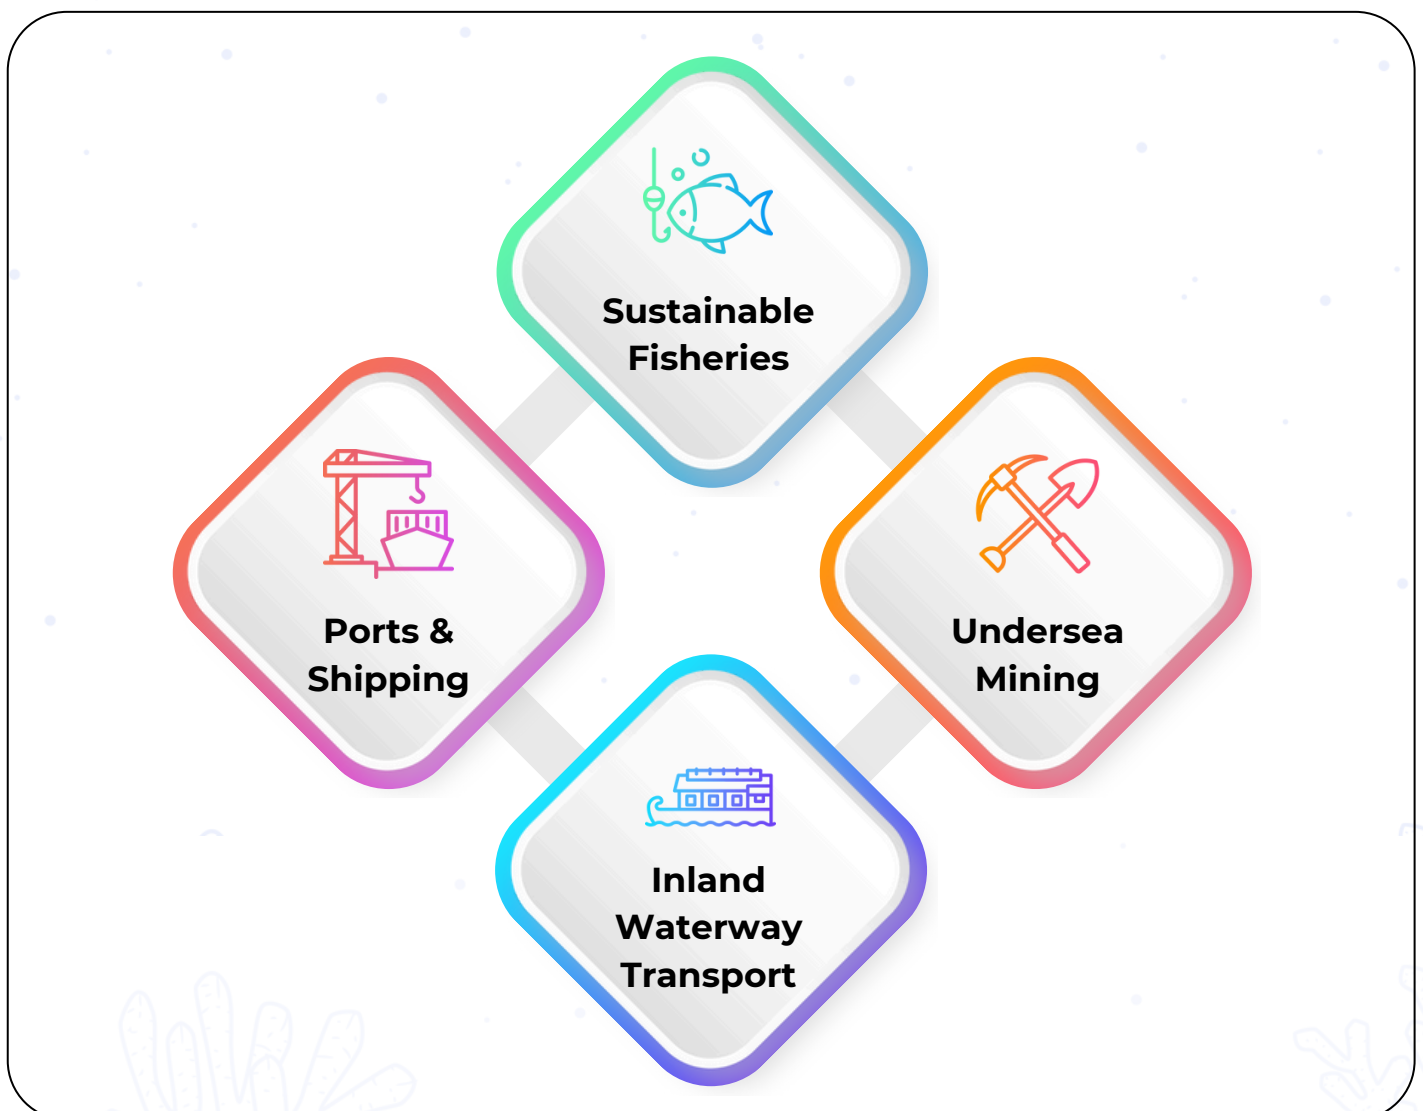 Sustainable
Fisheries
Ports &
Shipping
Undersea
Mining
Inland
Waterway
Transport